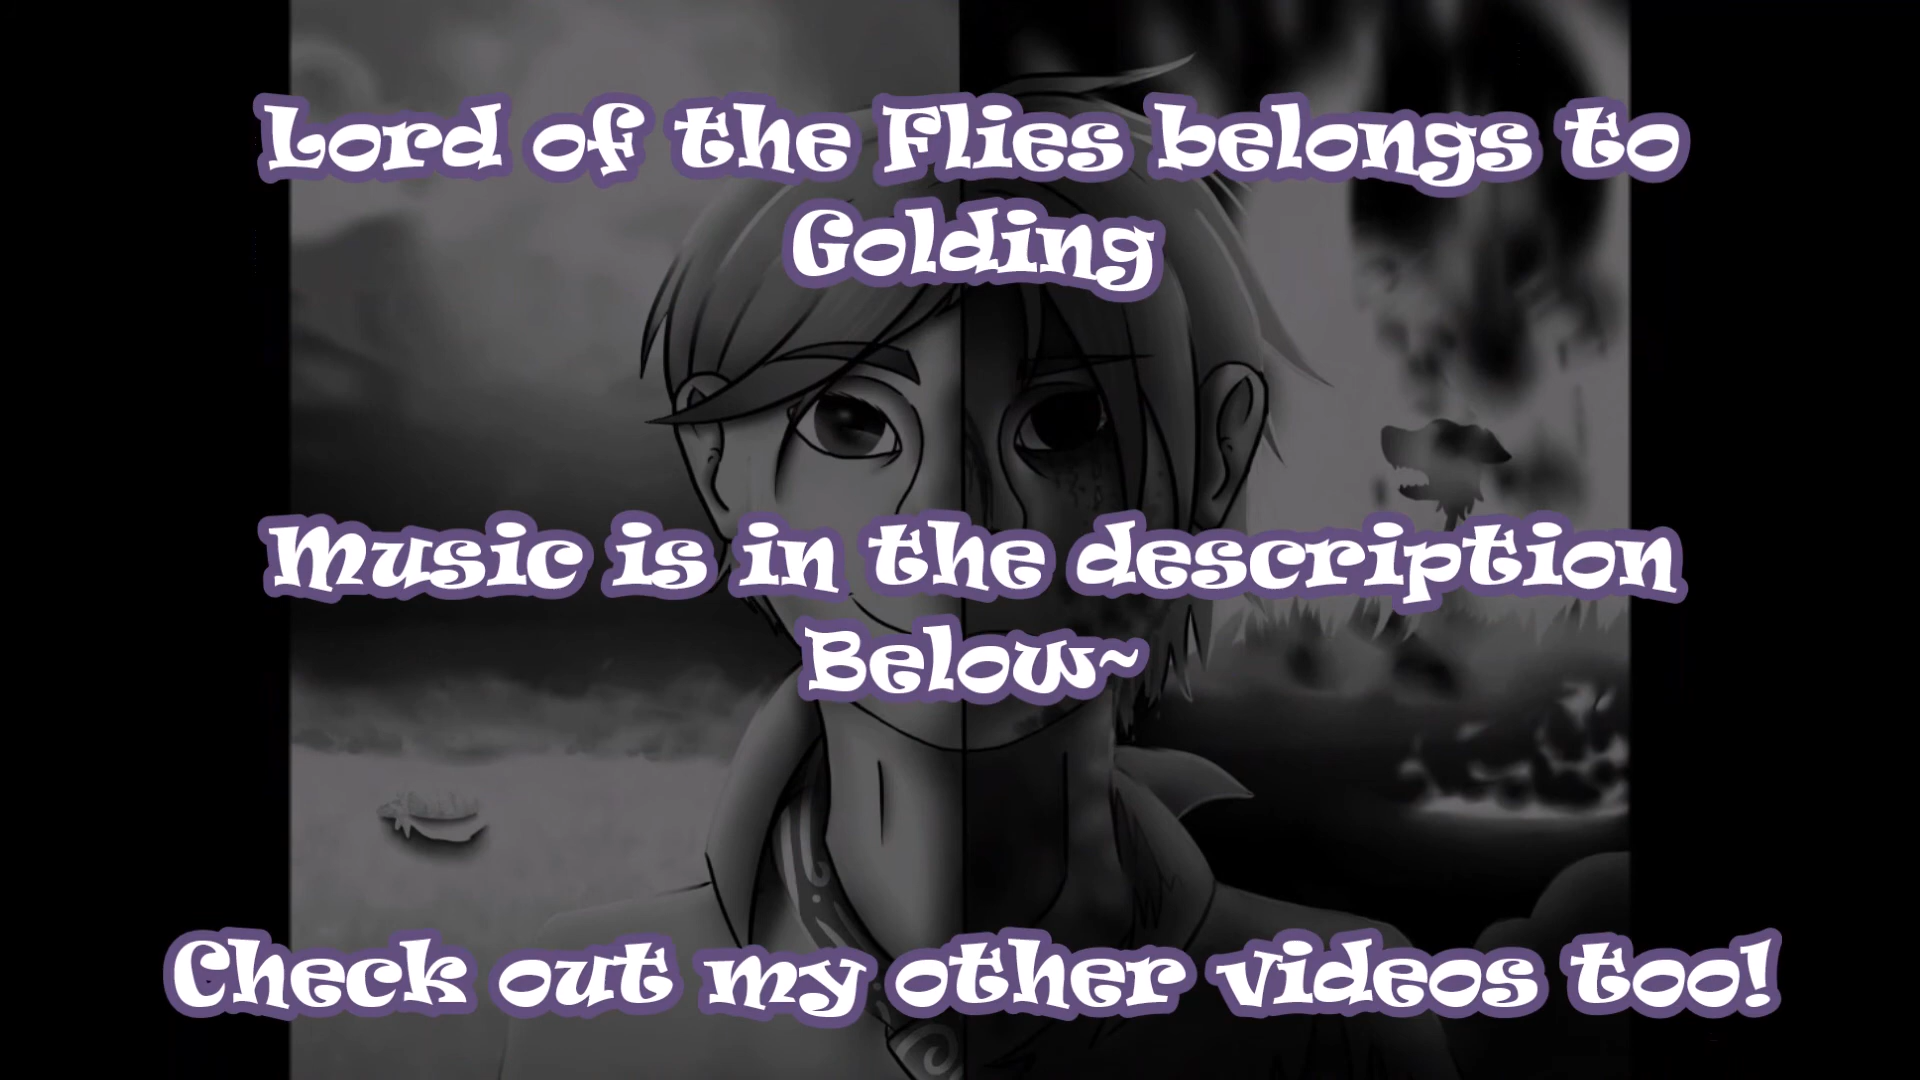 Lord of the Flies belongs to
Golding
Music is in the description
Below~
Check out my other videos too!